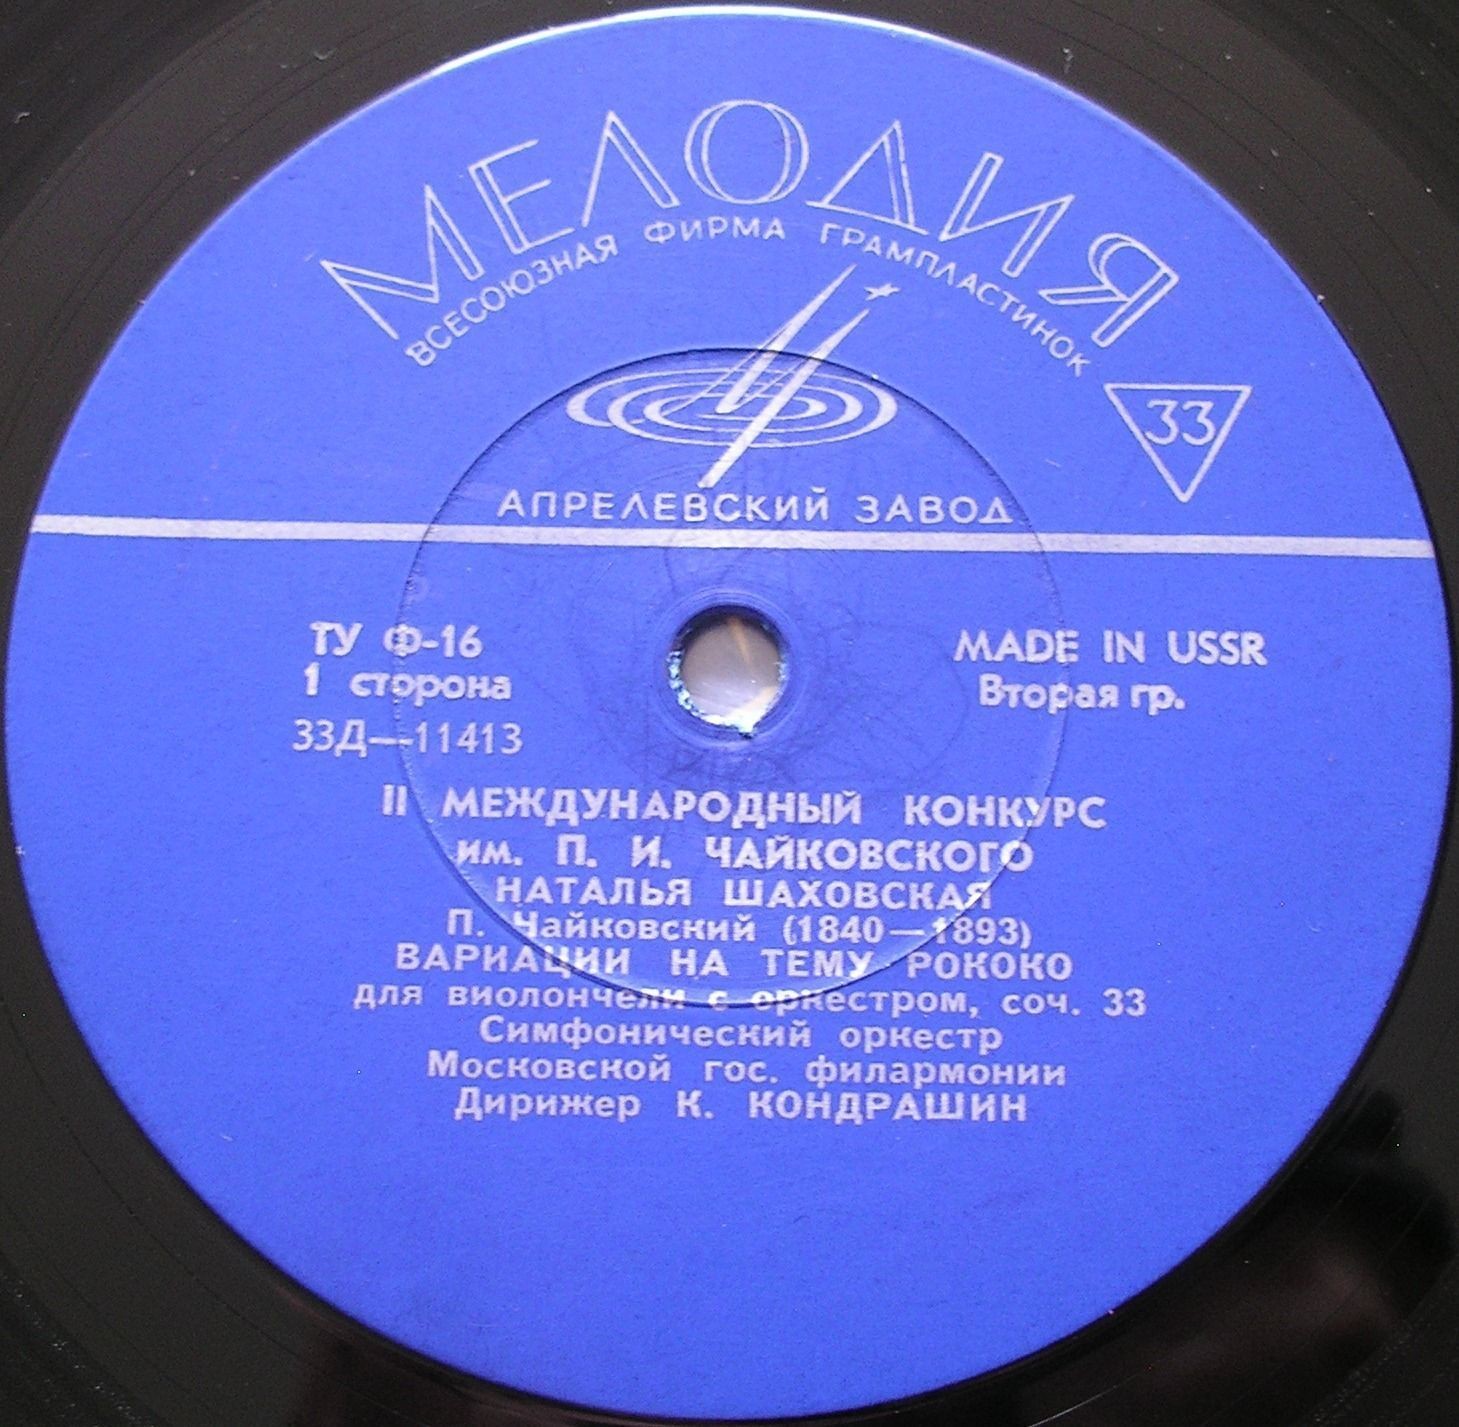 МЕЛОДИЯ
ВСЕСОЮЗНАЯ ФИРМА ГРАМПЛАСТИНОК
33
АПРЕЛЕВСКИЙ ЗАВОД
ТУ Ф-16
1 сторона
33Д—11413
MADE IN USSR
Вторая гр.
II МЕЖДУНАРОДНЫЙ КОНКУРС
им. П. И. ЧАЙКОВСКОГО
НАТАЛЬЯ ШАХОВСКАЯ
П. Чайковский (1840—1893)
ВАРИАЦИИ НА ТЕМУ РОКОКО
для виолончели с оркестром, соч. 33
Симфонический оркестр
Московской гос. филармонии
Дирижер К. КОНДРАШИН